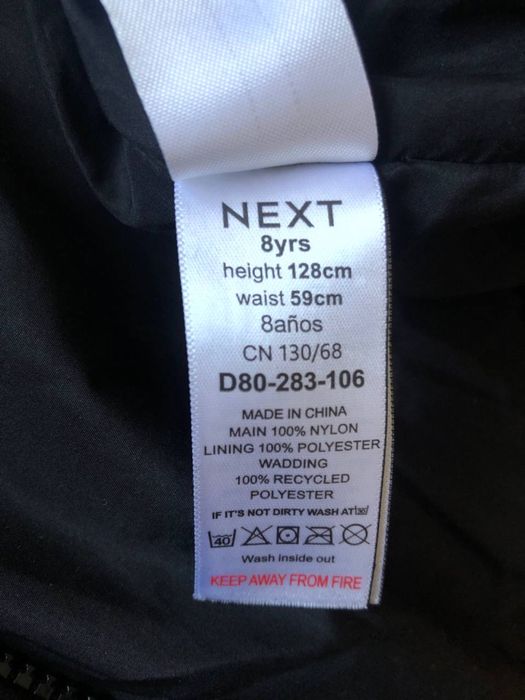 NEXT
8yrs
height 128cm
waist 59cm
8años
CN 130/68
D80-283-106
MADE IN CHINA
MAIN 100% NYLON
LINING 100% POLYESTER
WADDING
100% RECYCLED
POLYESTER
IF IT'S NOT DIRTY WASH AT 30
40
Wash inside out
KEEP AWAY FROM FIRE